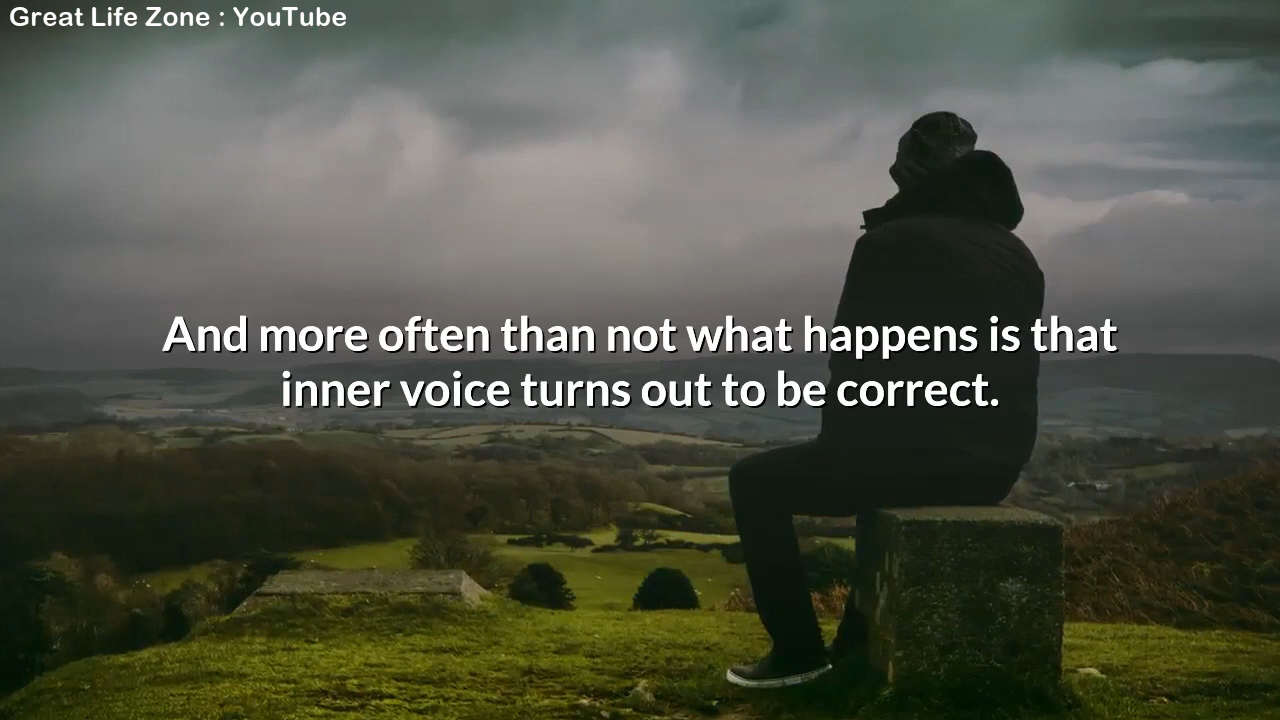 Great Life Zone : YouTube
And more often than not what happens is that
inner voice turns out to be correct.